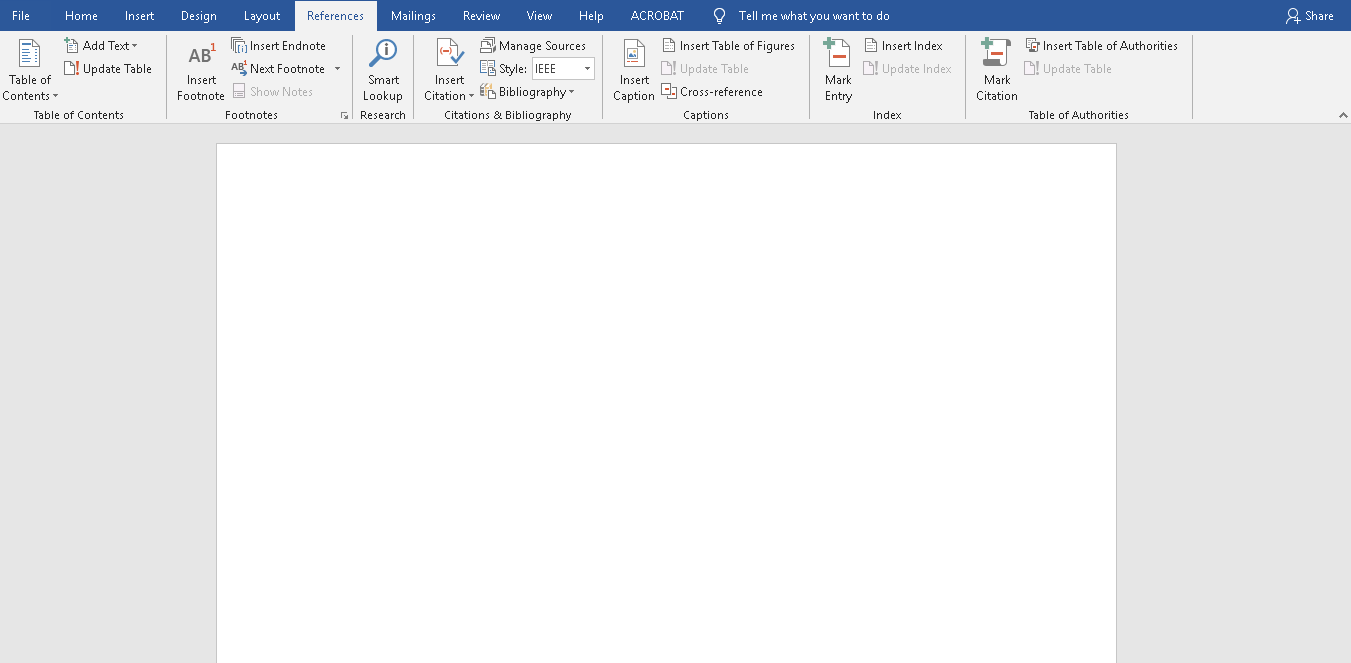 File Home Insert Design Layout References Mailings Review View Help ACROBAT Tell me what you want to do Share
Table of
Contents
Add Text
Update Table
Table of Contents
AB1
Insert
Footnote
Insert Endnote
AB1 Next Footnote
Show Notes
Footnotes
Smart
Lookup
Research
Insert
Citation
Manage Sources
Style: IEEE
Bibliography
Citations & Bibliography
Insert
Caption
Insert Table of Figures
Update Table
Cross-reference
Captions
Mark
Entry
Insert Index
Update Index
Index
Mark
Citation
Insert Table of Authorities
Update Table
Table of Authorities